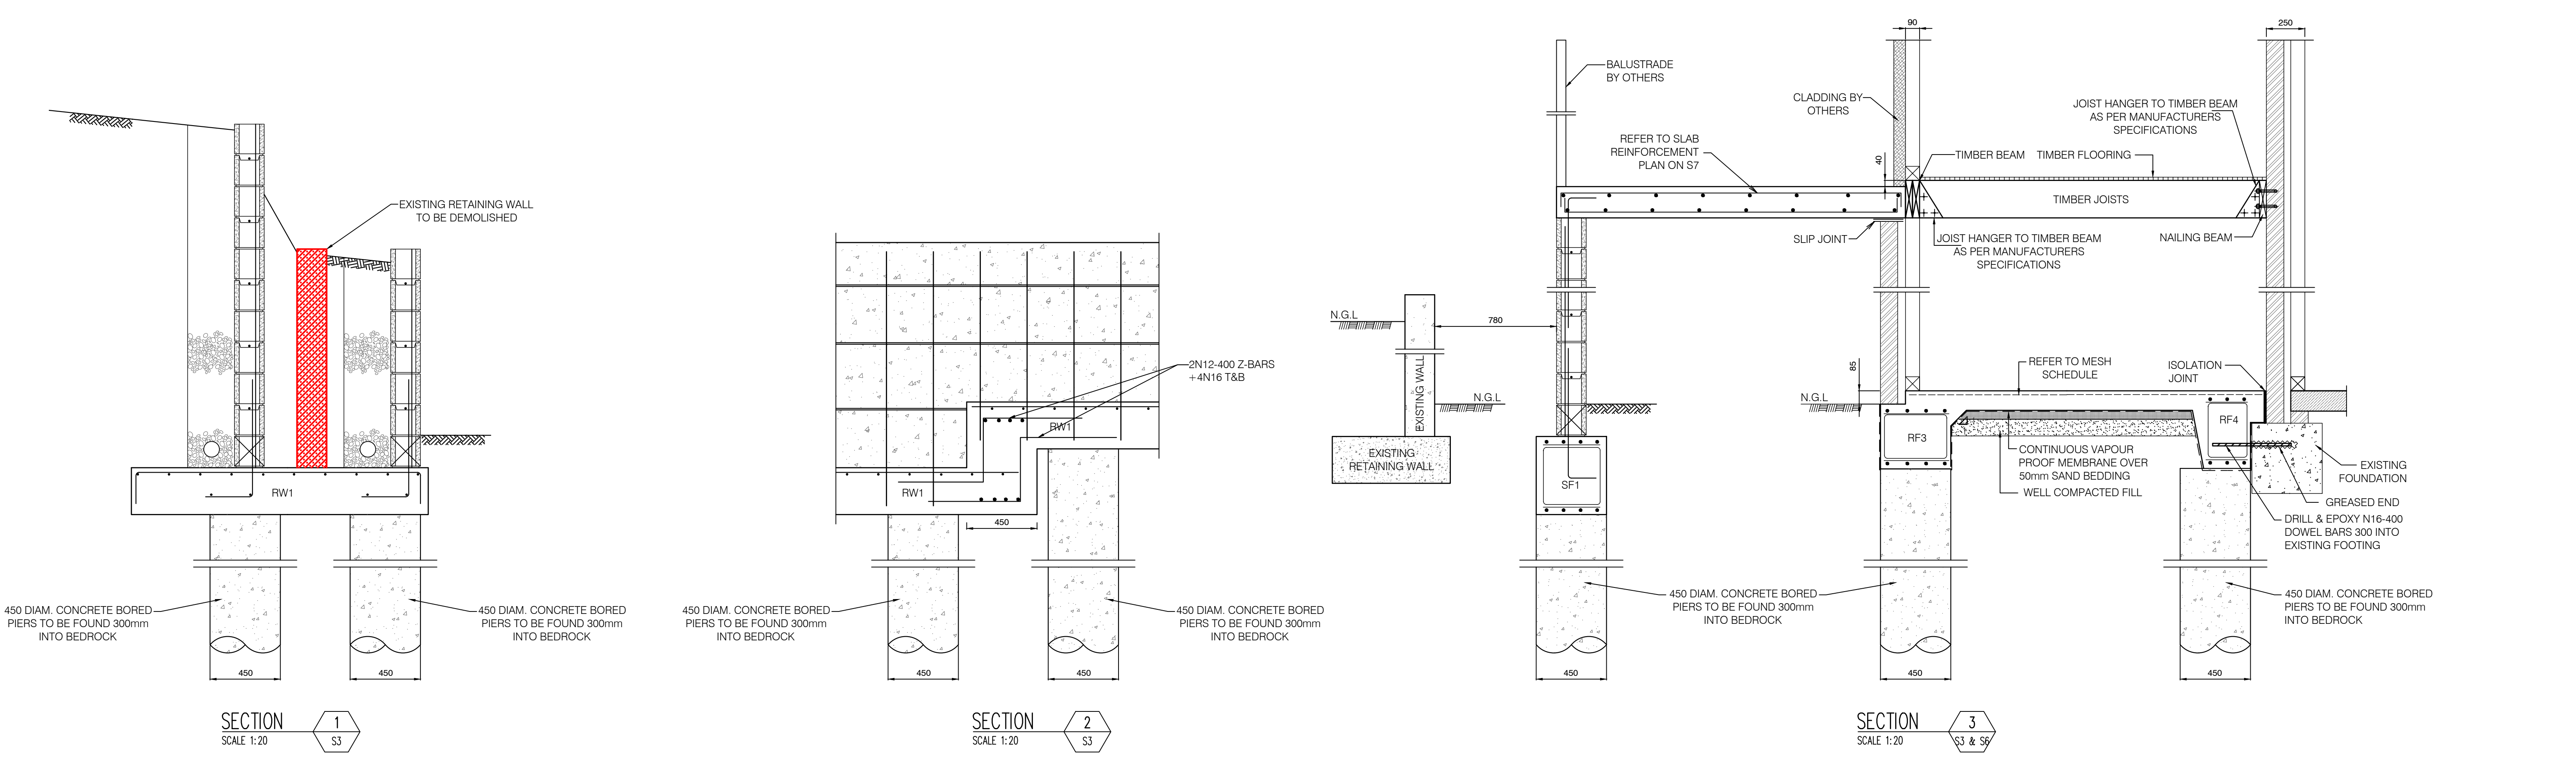 EXISTING RETAINING WALL
TO BE DEMOLISHED
RW1
450 DIAM. CONCRETE BORED
PIERS TO BE FOUND 300mm
INTO BEDROCK
450 DIAM. CONCRETE BORED
PIERS TO BE FOUND 300mm
INTO BEDROCK
450
450
SECTION
SCALE 1:20
1
S3
2N12-400 Z-BARS
+4N16 T&B
RW1
RW1
450
450 DIAM. CONCRETE BORED
PIERS TO BE FOUND 300mm
INTO BEDROCK
450 DIAM. CONCRETE BORED
PIERS TO BE FOUND 300mm
INTO BEDROCK
450
450
SECTION
SCALE 1:20
2
S3
90
250
BALUSTRADE
BY OTHERS
CLADDING BY
OTHERS
JOIST HANGER TO TIMBER BEAM
AS PER MANUFACTURERS
SPECIFICATIONS
REFER TO SLAB
REINFORCEMENT
PLAN ON S7
40
TIMBER BEAM
TIMBER FLOORING
TIMBER JOISTS
SLIP JOINT
JOIST HANGER TO TIMBER BEAM
AS PER MANUFACTURERS
SPECIFICATIONS
NAILING BEAM
N.G.L
780
EXISTING WALL
N.G.L
85
N.G.L
REFER TO MESH
SCHEDULE
ISOLATION
JOINT
EXISTING
RETAINING WALL
SF1
RF3
RF4
CONTINUOUS VAPOUR
PROOF MEMBRANE OVER
50mm SAND BEDDING
WELL COMPACTED FILL
EXISTING
FOUNDATION
GREASED END
DRILL & EPOXY N16-400
DOWEL BARS 300 INTO
EXISTING FOOTING
450 DIAM. CONCRETE BORED
PIERS TO BE FOUND 300mm
INTO BEDROCK
450 DIAM. CONCRETE BORED
PIERS TO BE FOUND 300mm
INTO BEDROCK
450
450
450
SECTION
SCALE 1:20
3
S3 & S6